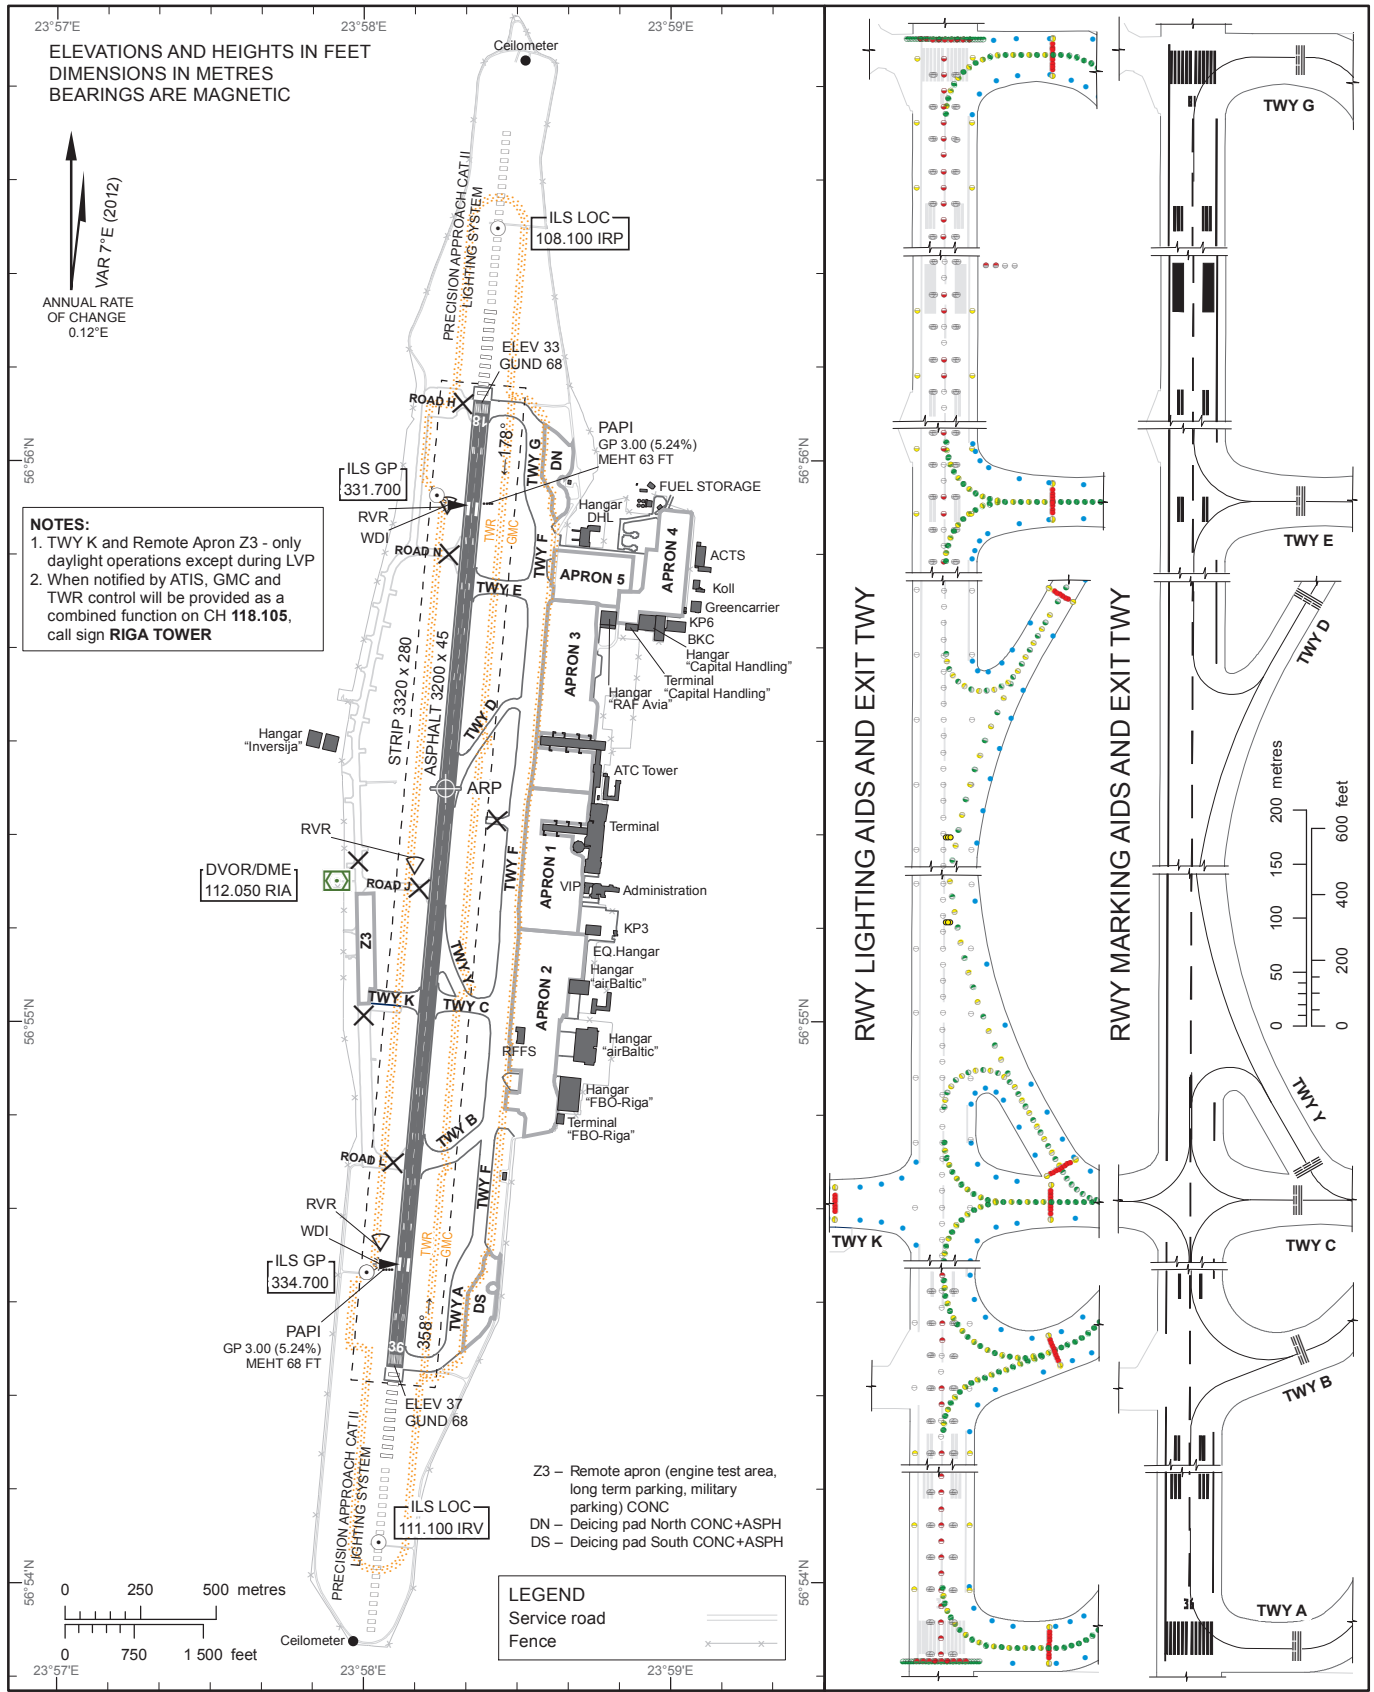 23°57'E
23°58'E
23°59'E
ELEVATIONS AND HEIGHTS IN FEET
DIMENSIONS IN METRES
BEARINGS ARE MAGNETIC
Ceilometer
VAR 7°E (2012)
ANNUAL RATE
OF CHANGE
0.12°E
PRECISION APPROACH CAT II
LIGHTING SYSTEM
ILS LOC
108.100 IRP
ELEV 33
GUND 68
ROAD H
18
178°
TWY G
DN
PAPI
GP 3.00 (5.24%)
MEHT 63 FT
56°56'N
56°56'N
ILS GP
331.700
RVR
WDI
ROAD N
TWR
GMC
FUEL STORAGE
Hangar
DHL
TWY F
APRON 4
APRON 5
ACTS
Koll
Greencarrier
KP6
BKC
Hangar
"Capital Handling"
Terminal
"Capital Handling"
Hangar
"RAF Avia"
TWY E
APRON 3
NOTES:
1. TWY K and Remote Apron Z3 - only
daylight operations except during LVP
2. When notified by ATIS, GMC and
TWR control will be provided as a
combined function on CH 118.105,
call sign RIGA TOWER
STRIP 3320 x 280
ASPHALT 3200 x 45
TWY D
Hangar
"Inversija"
ARP
ATC Tower
RVR
Terminal
DVOR/DME
112.050 RIA
ROAD J
TWY F
APRON 1
VIP
Administration
Z3
KP3
EQ.Hangar
TWY Y
Hangar
"airBaltic"
APRON 2
TWY K
TWY C
56°55'N
56°55'N
RFFS
Hangar
"airBaltic"
Hangar
"FBO-Riga"
Terminal
"FBO-Riga"
TWY B
ROAD L
TWY F
RVR
WDI
TWR
GMC
ILS GP
334.700
TWY A
DS
358°
PAPI
GP 3.00 (5.24%)
MEHT 68 FT
36
ELEV 37
GUND 68
PRECISION APPROACH CAT II
LIGHTING SYSTEM
ILS LOC
111.100 IRV
Z3 – Remote apron (engine test area,
long term parking, military
parking) CONC
DN – Deicing pad North CONC+ASPH
DS – Deicing pad South CONC+ASPH
56°54'N
56°54'N
0 250 500 metres
0 750 1 500 feet
Ceilometer
LEGEND
Service road
Fence
23°57'E
23°58'E
23°59'E
RWY LIGHTING AIDS AND EXIT TWY
TWY K
RWY MARKING AIDS AND EXIT TWY
TWY G
TWY E
TWY D
0 50 100 150 200 metres
0 200 400 600 feet
TWY Y
TWY C
TWY B
36
TWY A